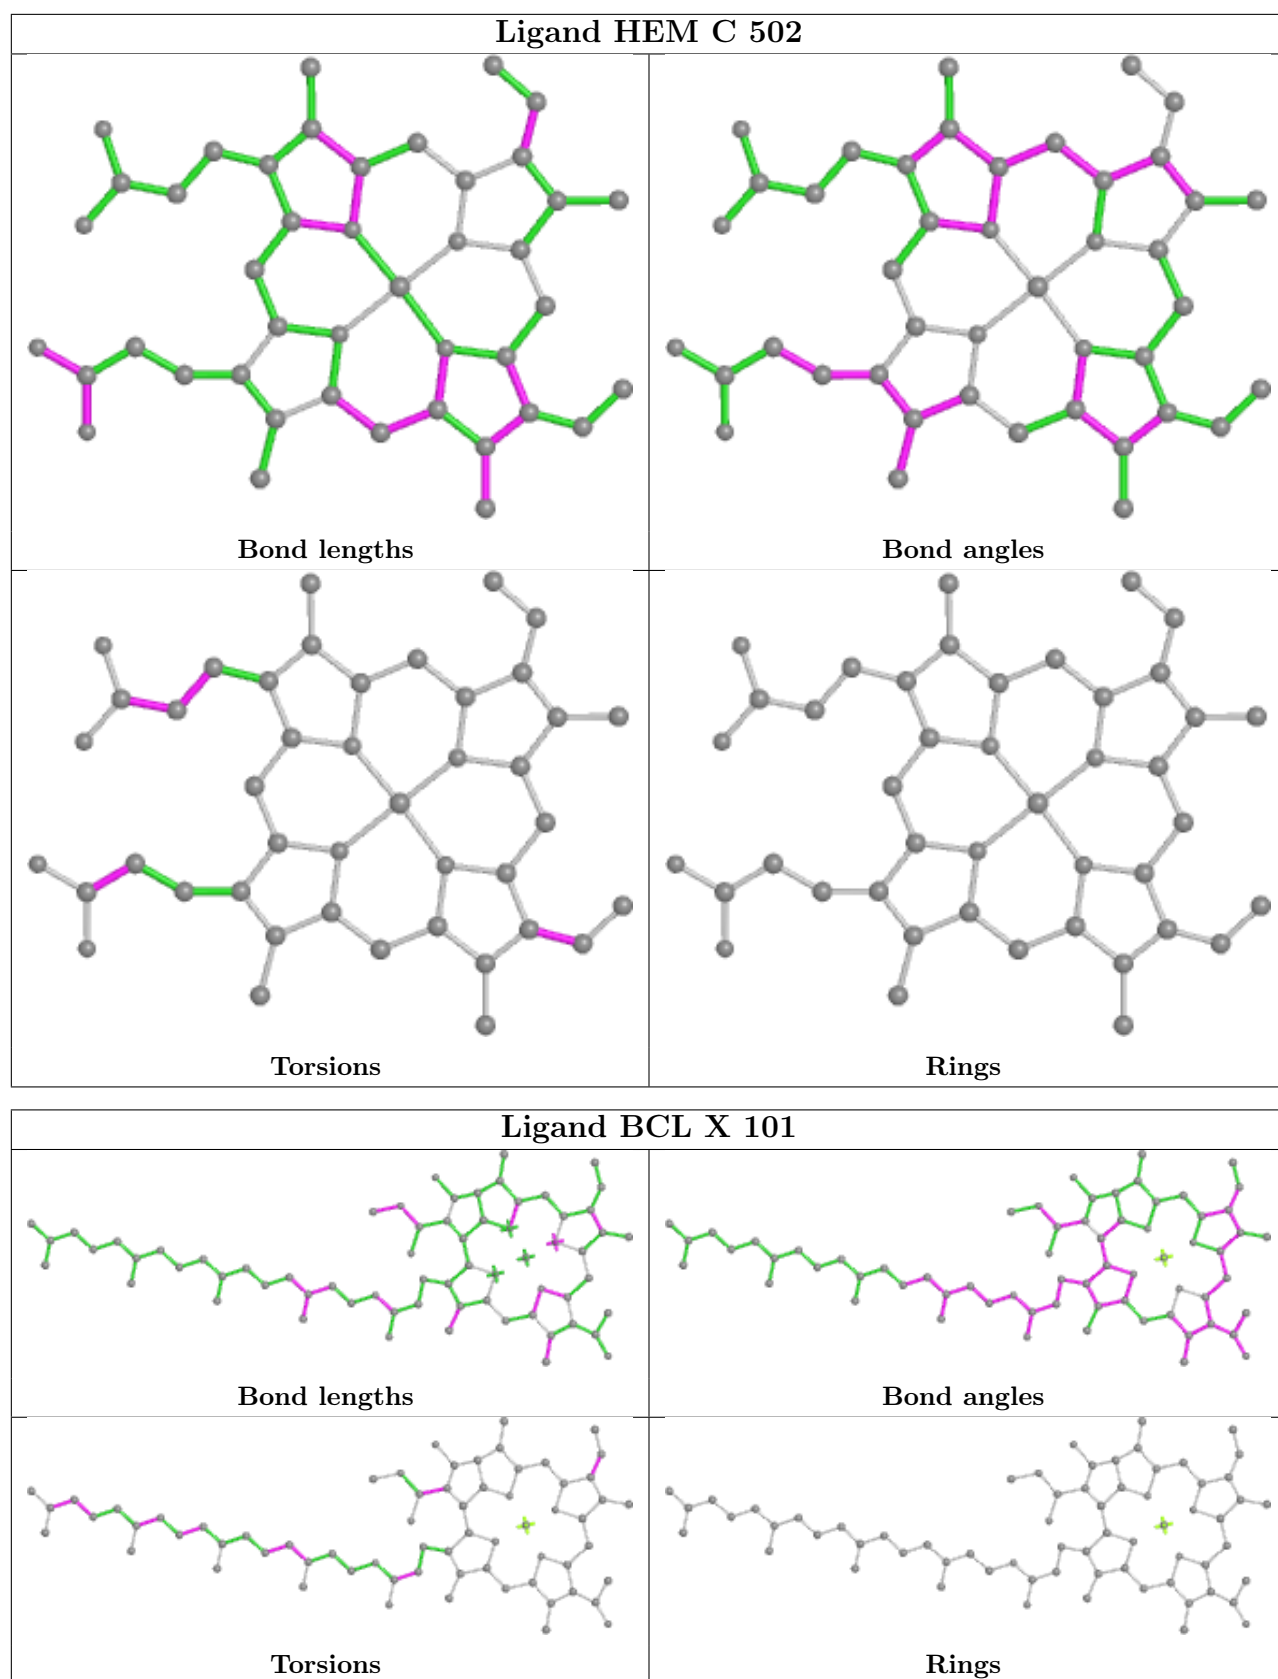 Ligand HEM C 502
Bond lengths
Bond angles
Torsions
Rings
Ligand BCL X 101
Bond lengths
Bond angles
Torsions
Rings